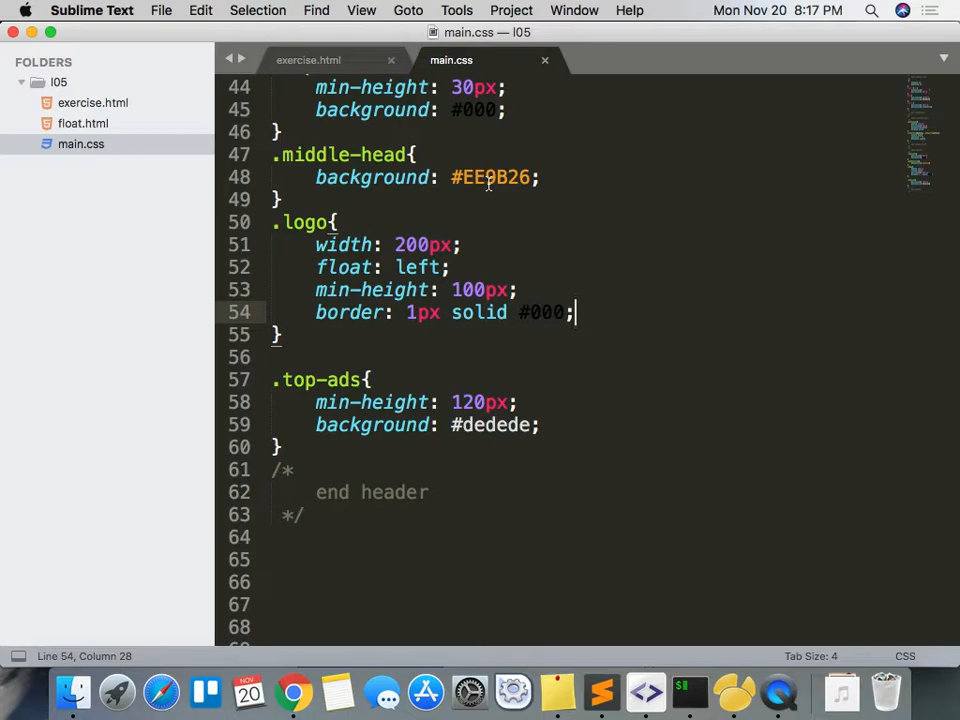 Sublime Text File Edit Selection Find View Goto Tools Project Window Help Mon Nov 20 8:17 PM
main.css — l05
FOLDERS
l05
exercise.html
float.html
main.css
exercise.html × main.css ×
44 min-height: 30px;
45 background: #000;
46 }
47 .middle-head{
48 background: #EE9B26;
49 }
50 .logo{
51 width: 200px;
52 float: left;
53 min-height: 100px;
54 border: 1px solid #000;
55 }
56
57 .top-ads{
58 min-height: 120px;
59 background: #dedede;
60 }
61 /*
62 end header
63 */
64
65
66
67
68
Line 54, Column 28 Tab Size: 4 CSS
NOV
20